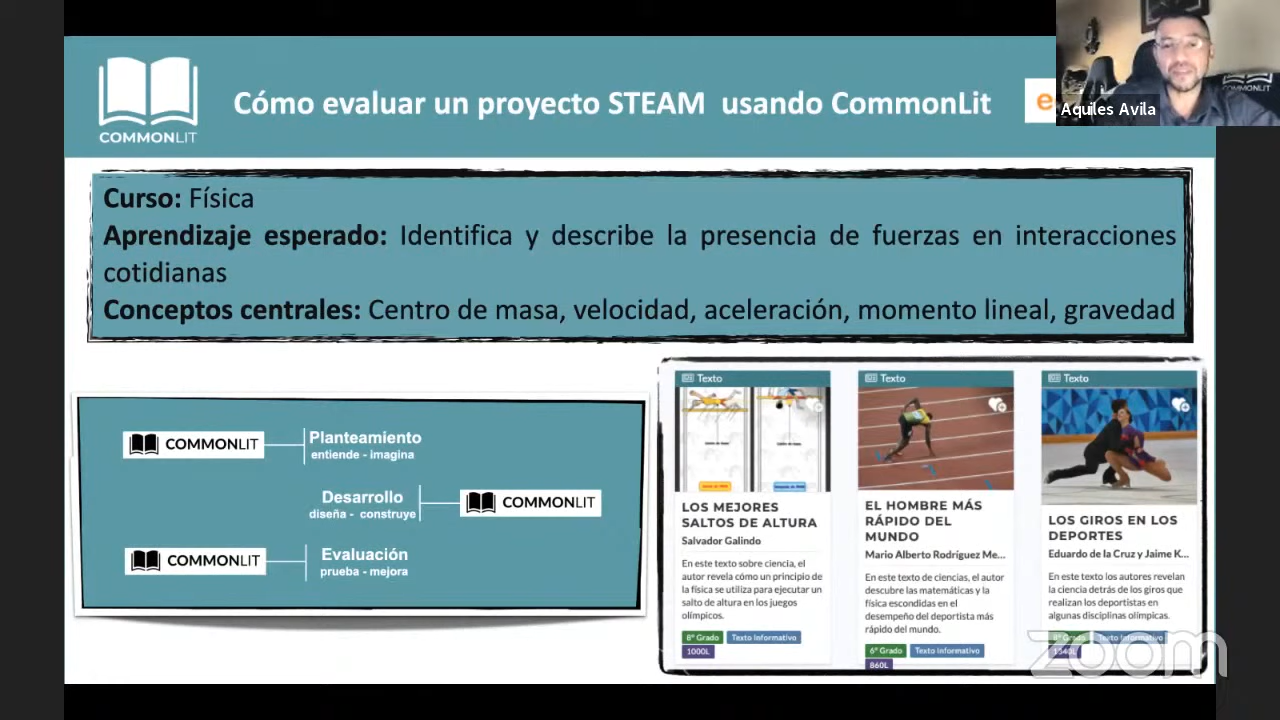 COMMONLIT
Cómo evaluar un proyecto STEAM usando CommonLit
e
Aquiles Avila
COMMONLIT
Curso: Física
Aprendizaje esperado: Identifica y describe la presencia de fuerzas en interacciones
cotidianas
Conceptos centrales: Centro de masa, velocidad, aceleración, momento lineal, gravedad
COMMONLIT
Planteamiento
entiende - imagina
Desarrollo
diseña - construye
COMMONLIT
COMMONLIT
Evaluación
prueba - mejora
Texto
LOS MEJORES
SALTOS DE ALTURA
Salvador Galindo
En este texto sobre ciencia, el
autor revela cómo un principio de
la física se utiliza para ejecutar un
salto de altura en los juegos
olímpicos.
8º Grado
Texto Informativo
1000L
Texto
EL HOMBRE MÁS
RÁPIDO DEL
MUNDO
Mario Alberto Rodríguez Me...
En este texto de ciencias, el autor
descubre las matemáticas y la
física escondidas en el
desempeño del deportista más
rápido del mundo.
6º Grado
Texto Informativo
860L
Texto
LOS GIROS EN LOS
DEPORTES
Eduardo de la Cruz y Jaime K...
En este texto los autores revelan
la ciencia detrás de los giros que
realizan los deportistas en
algunas disciplinas olímpicas.
Grado
Texto Informativo
zoom